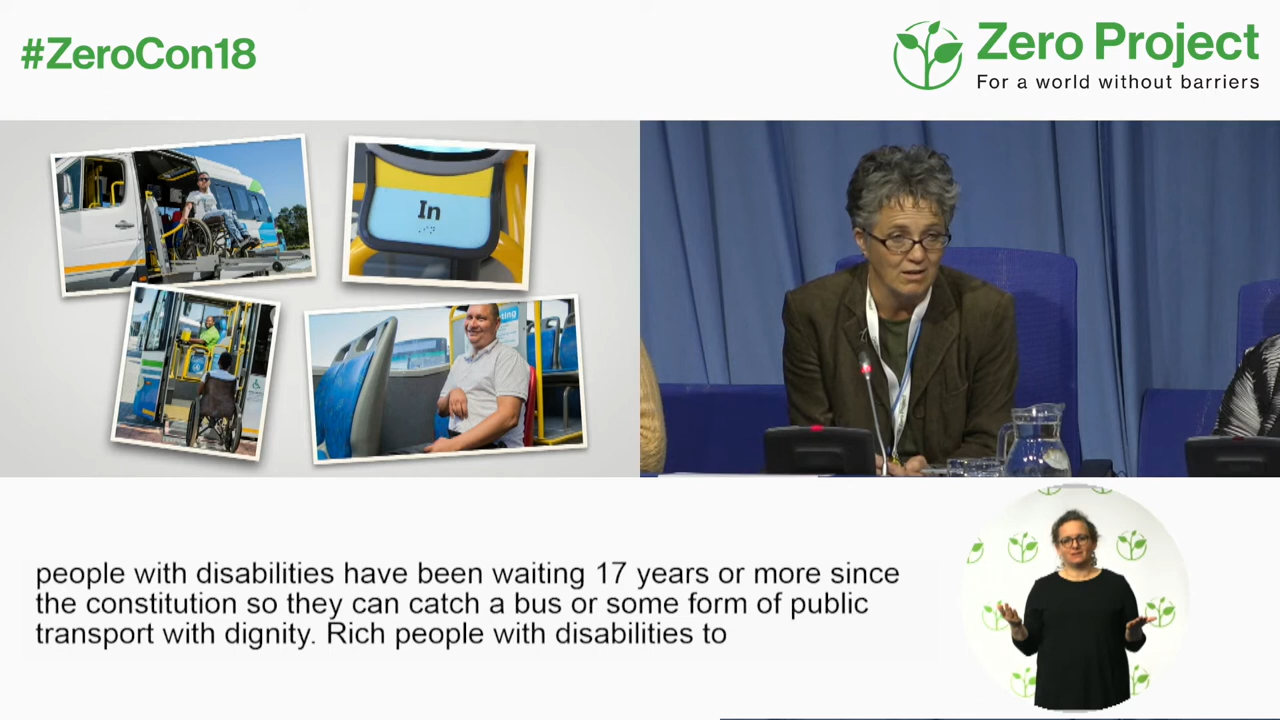 #ZeroCon18
Zero Project
For a world without barriers
In
people with disabilities have been waiting 17 years or more since
the constitution so they can catch a bus or some form of public
transport with dignity. Rich people with disabilities to